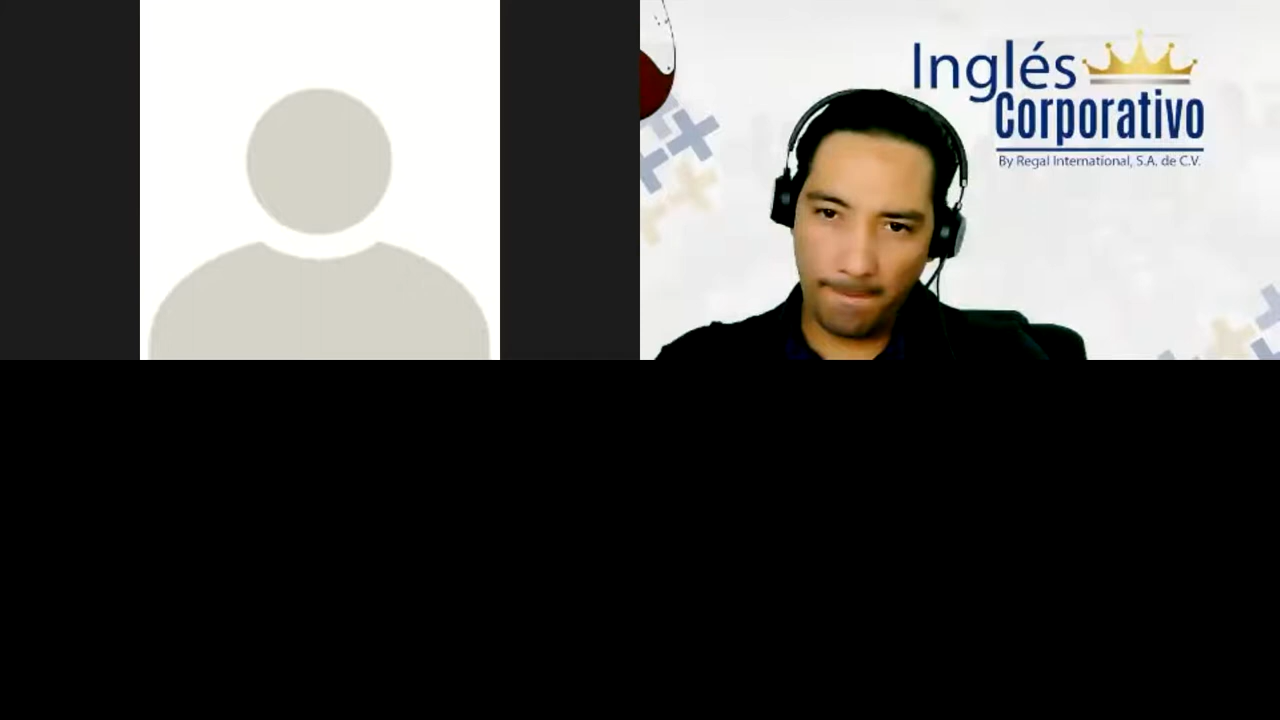 Inglés
Corporativo
By Regal International, S.A. de C.V.